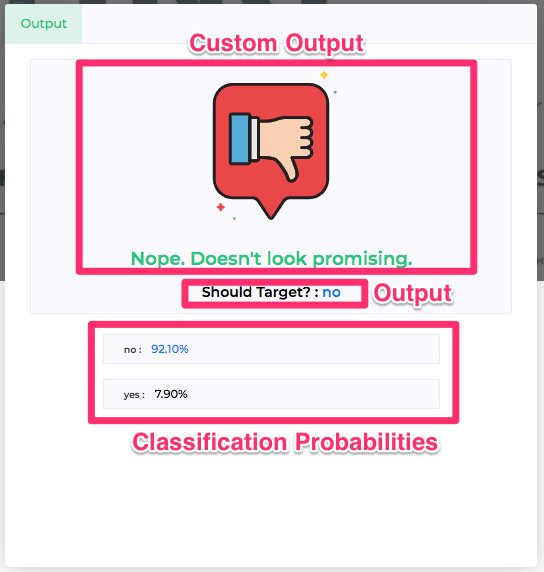 Output
Custom Output
Nope. Doesn't look promising.
Should Target? : no
Output
no : 92.10%
yes : 7.90%
Classification Probabilities